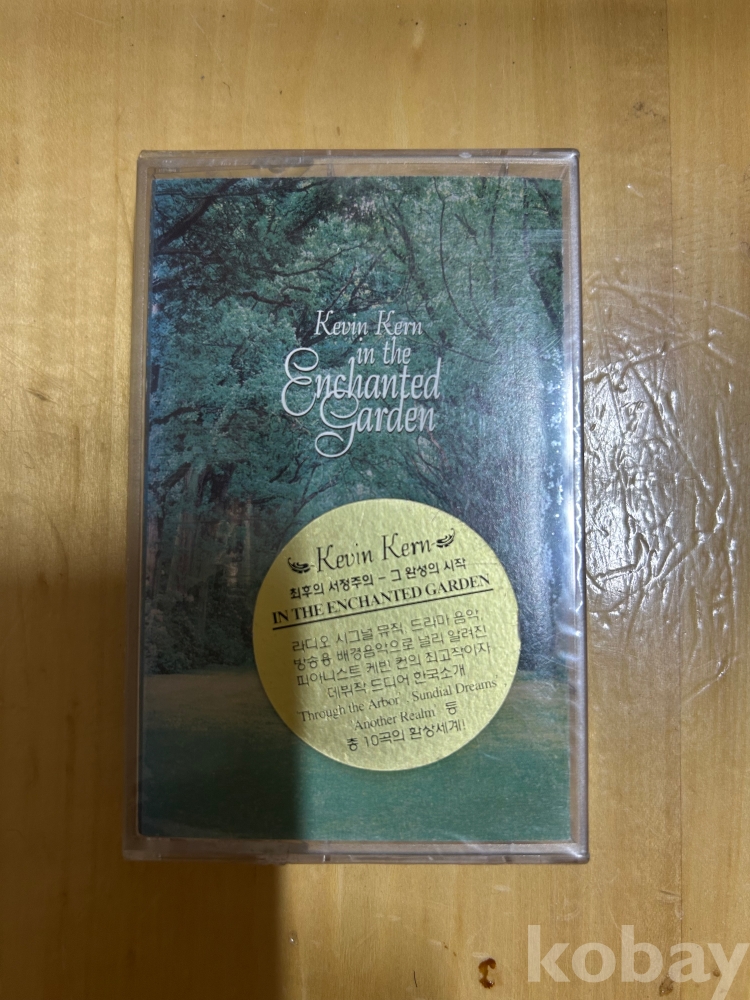 Kevin Kern
in the
Enchanted
Garden
Kevin Kern
최후의 서정주의 - 그 완성의 시작
IN THE ENCHANTED GARDEN
라디오 시그널 뮤직, 드라마 음악,
방송용 배경음악으로 널리 알려진
피아니스트 케빈 컨의 최고작이자
데뷔작 드디어 한국소개
Through the Arbor Sundial Dreams
Another Realm 등
총 10곡의 환상세계!
kobay